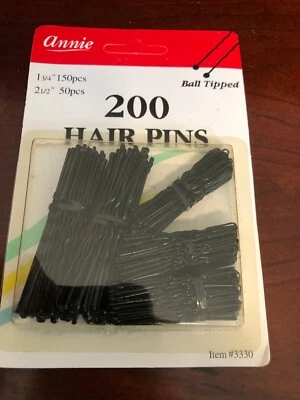 annie
1 3/4" 150pcs
2 1/2" 50pcs
Ball Tipped
200
HAIR PINS
Item #3330